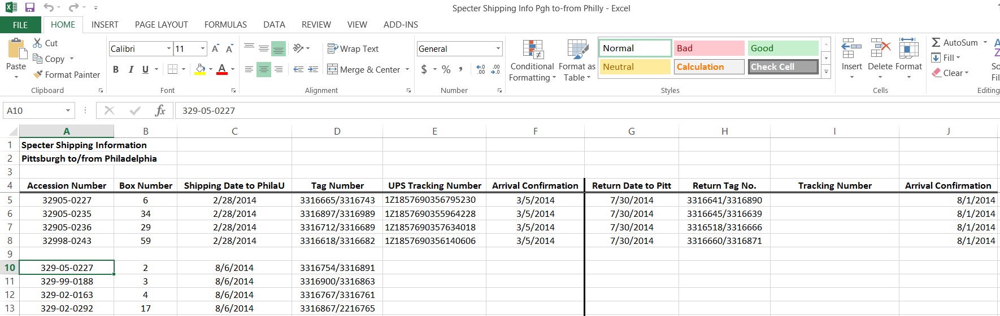 Specter Shipping Info Pgh to-from Philly - Excel
FILE HOME INSERT PAGE LAYOUT FORMULAS DATA REVIEW VIEW ADD-INS
Paste
Cut
Copy
Format Painter
Clipboard
Calibri 11 A A
B I U A
Font
Wrap Text
Merge & Center
Alignment
General
$ % , .0 .00 .00 .0
Number
Conditional Formatting
Format as Table
Normal Bad Good
Neutral Calculation Check Cell
Styles
Insert Delete Format
Cells
AutoSum
Fill
Clear
Editing
A10 fx 329-05-0227
A B C D E F G H I J
1 Specter Shipping Information
2 Pittsburgh to/from Philadelphia
3
4 Accession Number Box Number Shipping Date to PhilaU Tag Number UPS Tracking Number Arrival Confirmation Return Date to Pitt Return Tag No. Tracking Number Arrival Confirmation
5 32905-0227 6 2/28/2014 3316665/3316743 1Z1857690356795230 3/5/2014 7/30/2014 3316641/3316890 8/1/2014
6 32905-0235 34 2/28/2014 3316897/3316989 1Z1857690355964228 3/5/2014 7/30/2014 3316645/3316639 8/1/2014
7 32905-0236 29 2/28/2014 3316712/3316689 1Z1857690357634018 3/5/2014 7/30/2014 3316518/3316666 8/1/2014
8 32998-0243 59 2/28/2014 3316618/3316682 1Z1857690356140606 3/5/2014 7/30/2014 3316660/3316871 8/1/2014
9
10 329-05-0227 2 8/6/2014 3316754/3316891
11 329-99-0188 3 8/6/2014 3316900/3316863
12 329-02-0163 4 8/6/2014 3316767/3316761
13 329-02-0292 17 8/6/2014 3316867/2216765